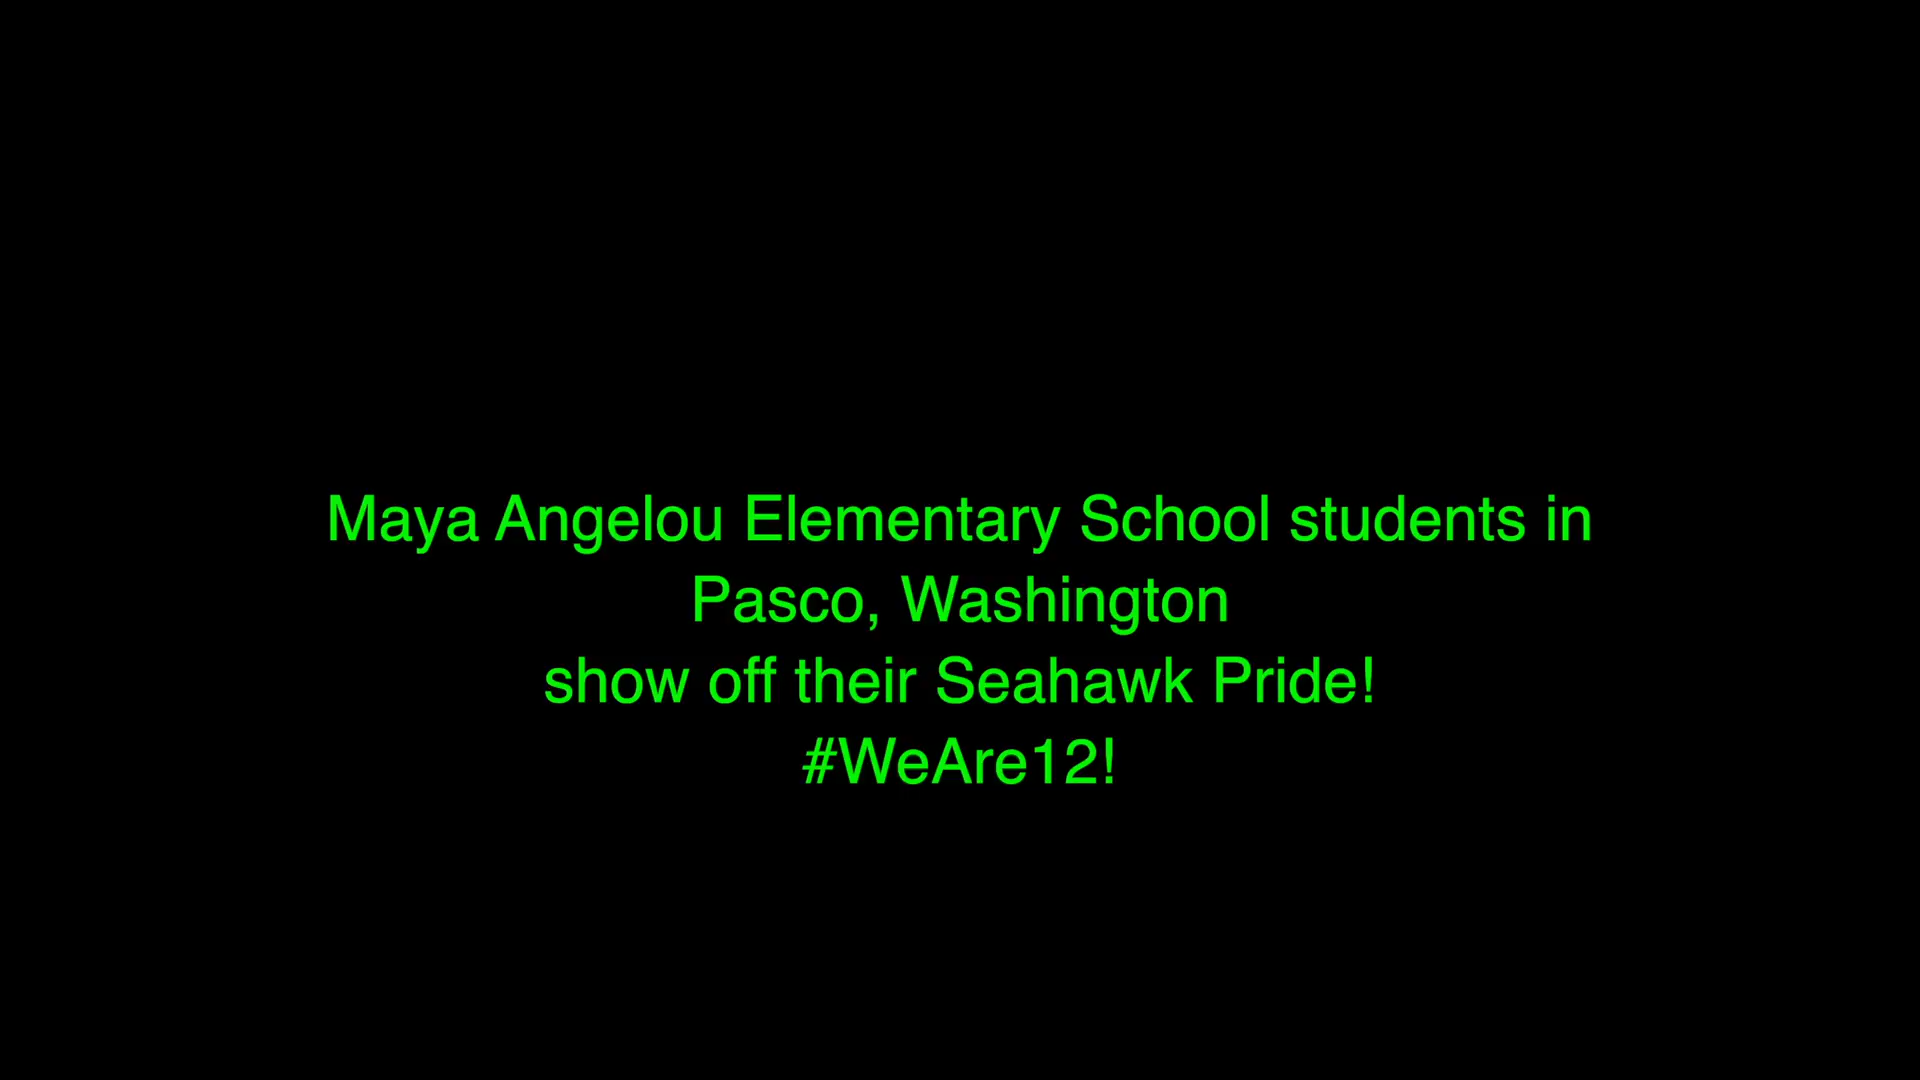 Maya Angelou Elementary School students in
Pasco, Washington
show off their Seahawk Pride!
#WeAre12!